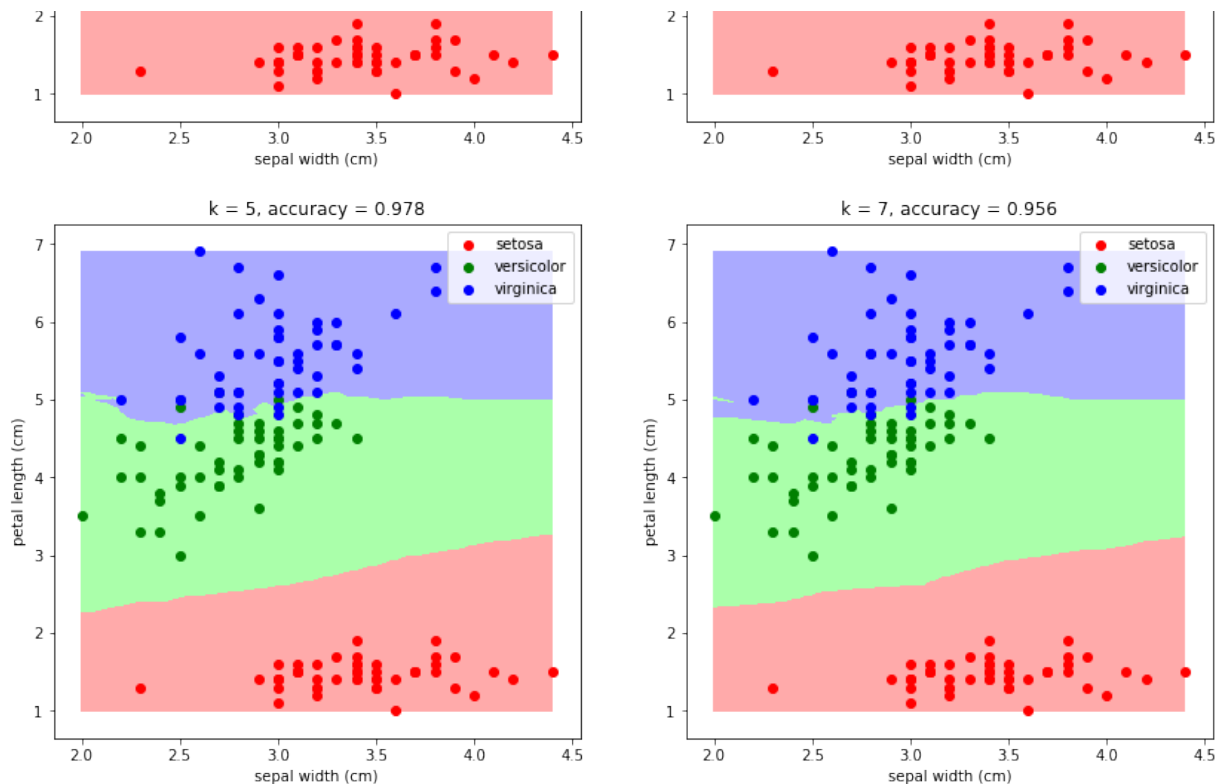 2
1
2.0 2.5 3.0 3.5 4.0 4.5
sepal width (cm)
2
1
2.0 2.5 3.0 3.5 4.0 4.5
sepal width (cm)
k = 5, accuracy = 0.978
7
6
5
4
3
2
1
petal length (cm)
setosa
versicolor
virginica
2.0 2.5 3.0 3.5 4.0 4.5
sepal width (cm)
k = 7, accuracy = 0.956
7
6
5
4
3
2
1
petal length (cm)
setosa
versicolor
virginica
2.0 2.5 3.0 3.5 4.0 4.5
sepal width (cm)